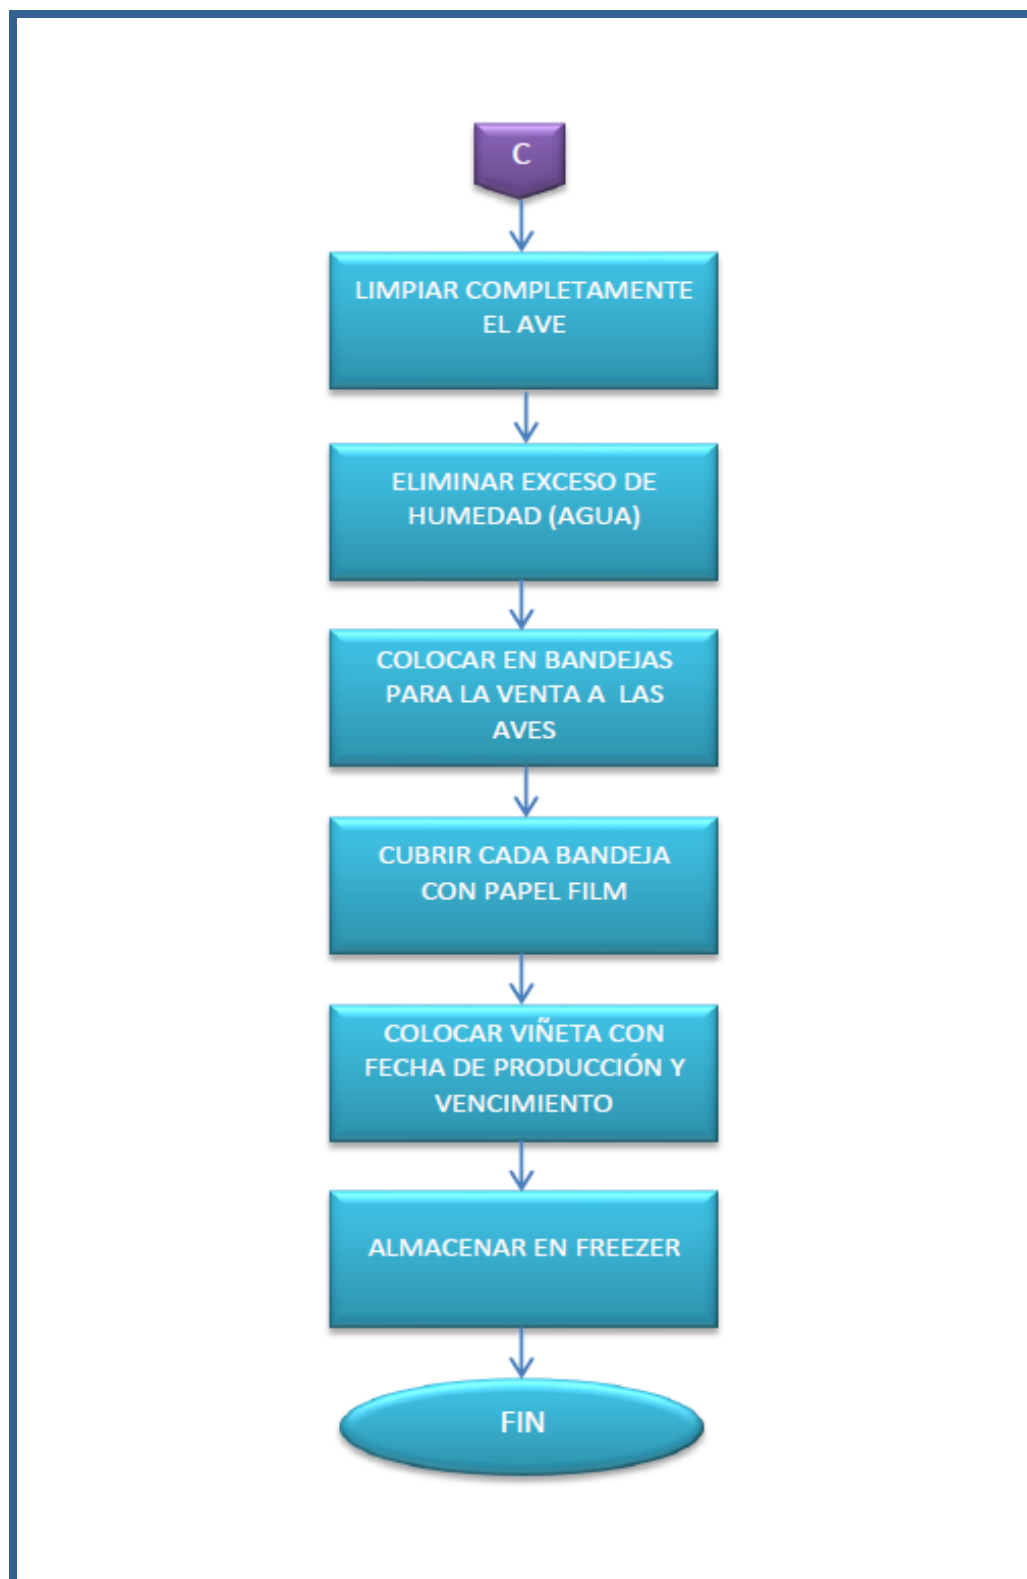 C
LIMPIAR COMPLETAMENTE
EL AVE
ELIMINAR EXCESO DE
HUMEDAD (AGUA)
COLOCAR EN BANDEJAS
PARA LA VENTA A LAS
AVES
CUBRIR CADA BANDEJA
CON PAPEL FILM
COLOCAR VIÑETA CON
FECHA DE PRODUCCIÓN Y
VENCIMIENTO
ALMACENAR EN FREEZER
FIN